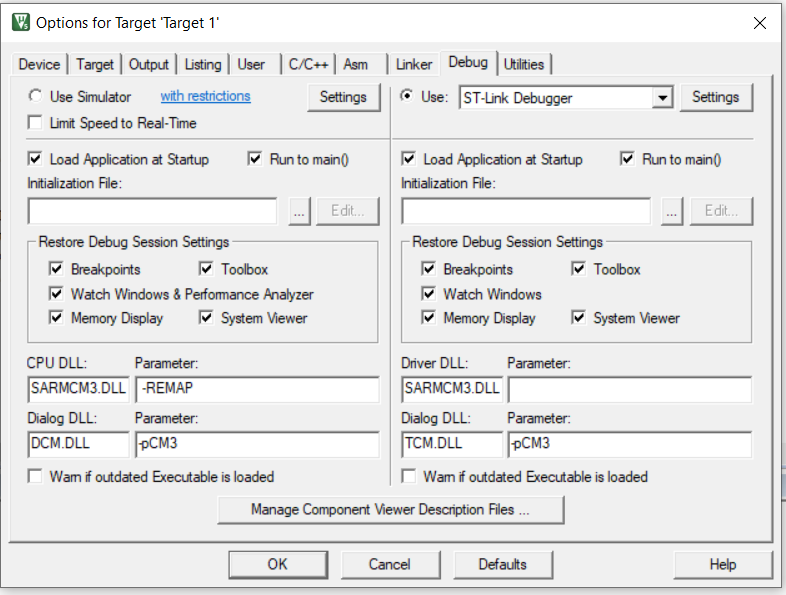 Options for Target 'Target 1'
Device Target Output Listing User C/C++ Asm Linker Debug Utilities
Use Simulator with restrictions Settings
Limit Speed to Real-Time
Load Application at Startup Run to main()
Initialization File:
... Edit...
Restore Debug Session Settings
Breakpoints Toolbox
Watch Windows & Performance Analyzer
Memory Display System Viewer
CPU DLL: Parameter:
SARMCM3.DLL -REMAP
Dialog DLL: Parameter:
DCM.DLL -pCM3
Warn if outdated Executable is loaded
Use: ST-Link Debugger Settings
Load Application at Startup Run to main()
Initialization File:
... Edit...
Restore Debug Session Settings
Breakpoints Toolbox
Watch Windows
Memory Display System Viewer
Driver DLL: Parameter:
SARMCM3.DLL
Dialog DLL: Parameter:
TCM.DLL -pCM3
Warn if outdated Executable is loaded
Manage Component Viewer Description Files ...
OK Cancel Defaults Help